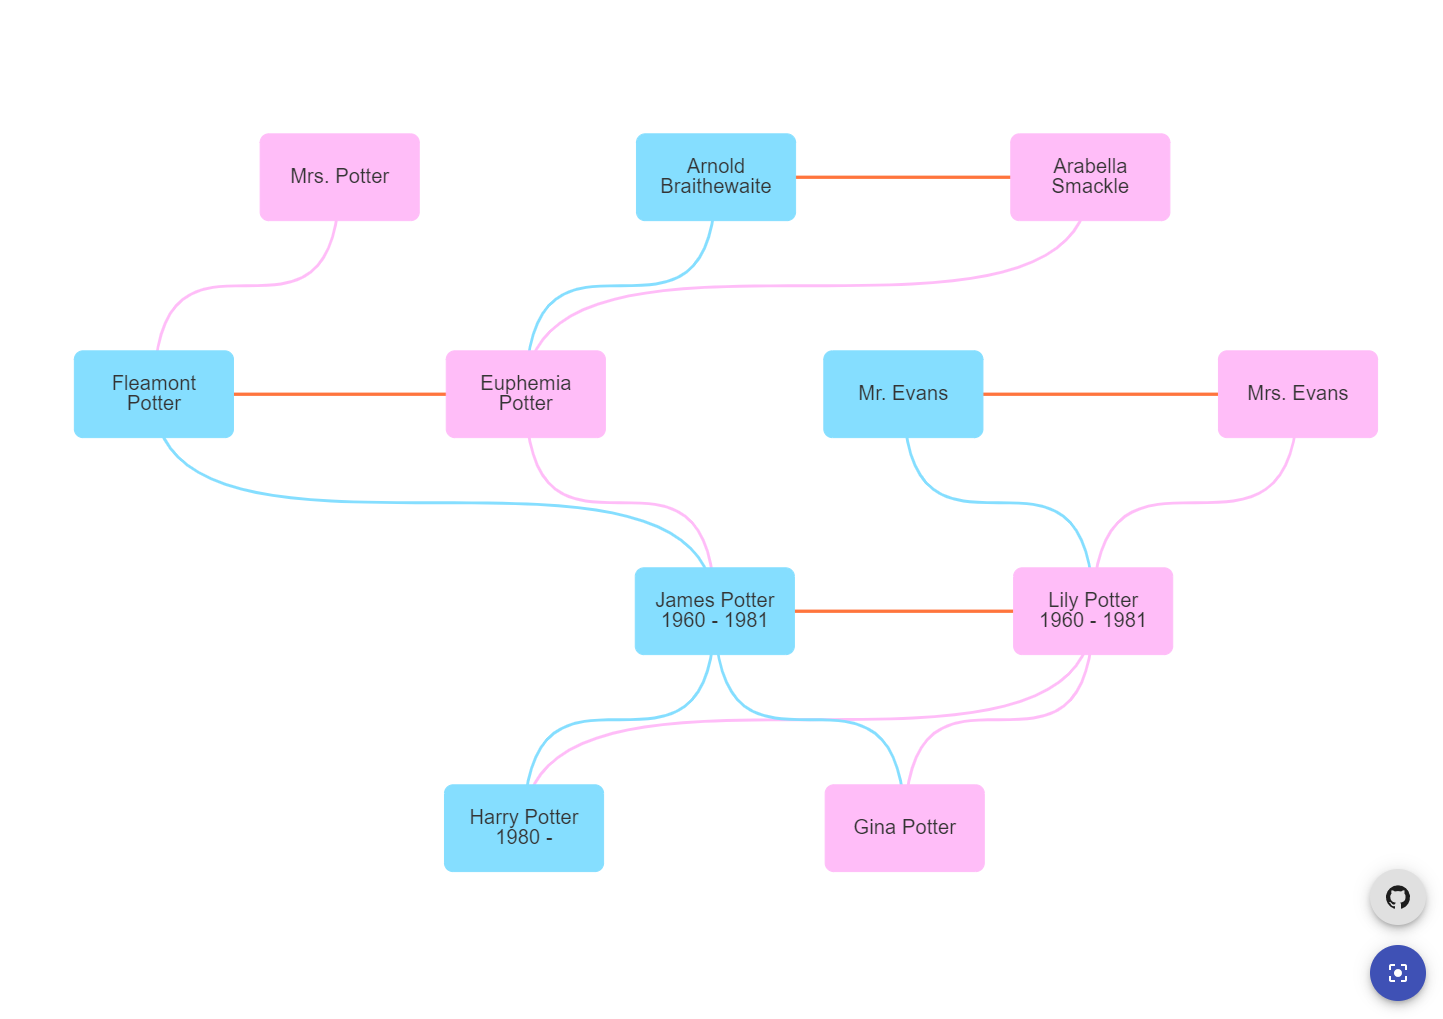 Mrs. Potter
Arnold
Braithewaite
Arabella
Smackle
Fleamont
Potter
Euphemia
Potter
Mr. Evans
Mrs. Evans
James Potter
1960 - 1981
Lily Potter
1960 - 1981
Harry Potter
1980 -
Gina Potter